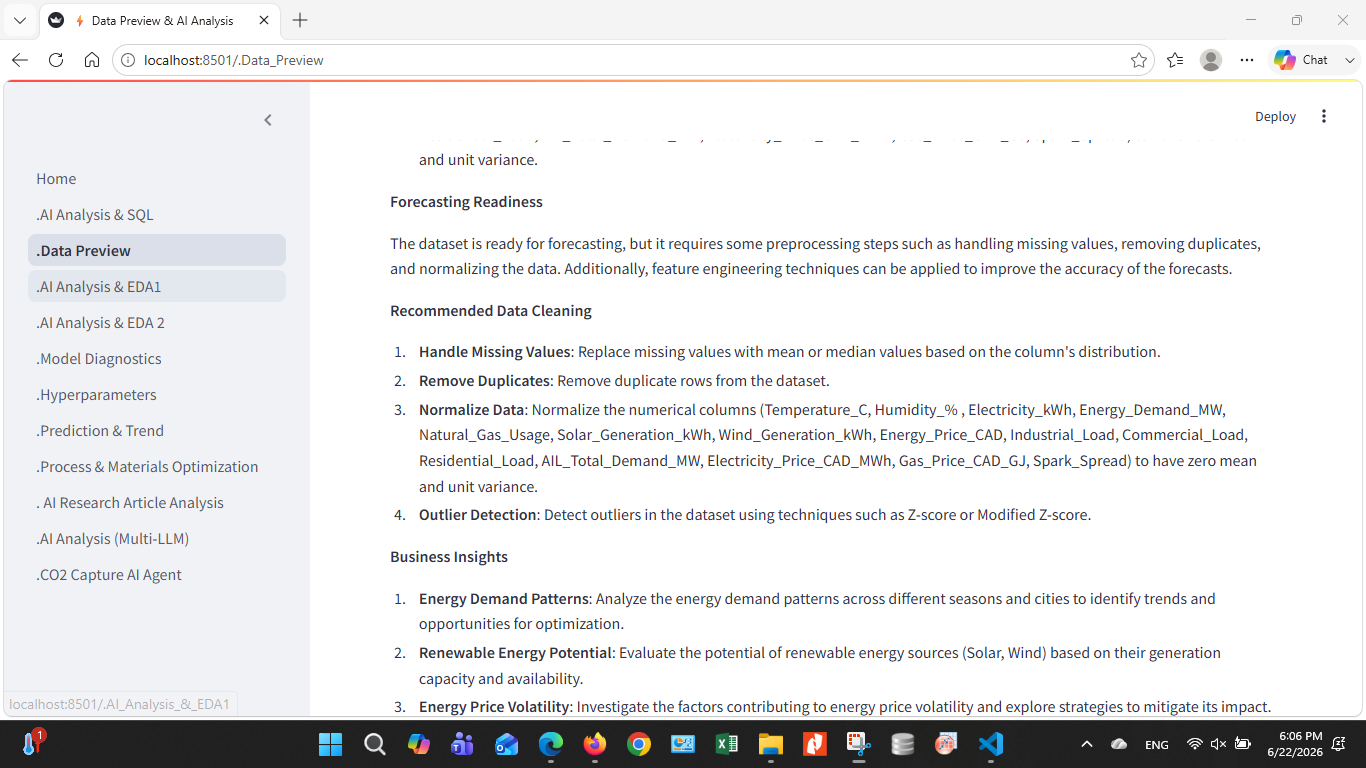 Data Preview & AI Analysis
localhost:8501/.Data_Preview
Chat
Deploy
Home
.AI Analysis & SQL
.Data Preview
.AI Analysis & EDA1
.AI Analysis & EDA 2
.Model Diagnostics
.Hyperparameters
.Prediction & Trend
.Process & Materials Optimization
. AI Research Article Analysis
.AI Analysis (Multi-LLM)
.CO2 Capture AI Agent
localhost:8501/.AI_Analysis_&_EDA1
and unit variance.
Forecasting Readiness
The dataset is ready for forecasting, but it requires some preprocessing steps such as handling missing values, removing duplicates,
and normalizing the data. Additionally, feature engineering techniques can be applied to improve the accuracy of the forecasts.
Recommended Data Cleaning
1. Handle Missing Values: Replace missing values with mean or median values based on the column's distribution.
2. Remove Duplicates: Remove duplicate rows from the dataset.
3. Normalize Data: Normalize the numerical columns (Temperature_C, Humidity_% , Electricity_kWh, Energy_Demand_MW,
Natural_Gas_Usage, Solar_Generation_kWh, Wind_Generation_kWh, Energy_Price_CAD, Industrial_Load, Commercial_Load,
Residential_Load, AIL_Total_Demand_MW, Electricity_Price_CAD_MWh, Gas_Price_CAD_GJ, Spark_Spread) to have zero mean
and unit variance.
4. Outlier Detection: Detect outliers in the dataset using techniques such as Z-score or Modified Z-score.
Business Insights
1. Energy Demand Patterns: Analyze the energy demand patterns across different seasons and cities to identify trends and
opportunities for optimization.
2. Renewable Energy Potential: Evaluate the potential of renewable energy sources (Solar, Wind) based on their generation
capacity and availability.
3. Energy Price Volatility: Investigate the factors contributing to energy price volatility and explore strategies to mitigate its impact.
1
ENG
6:06 PM
6/22/2026